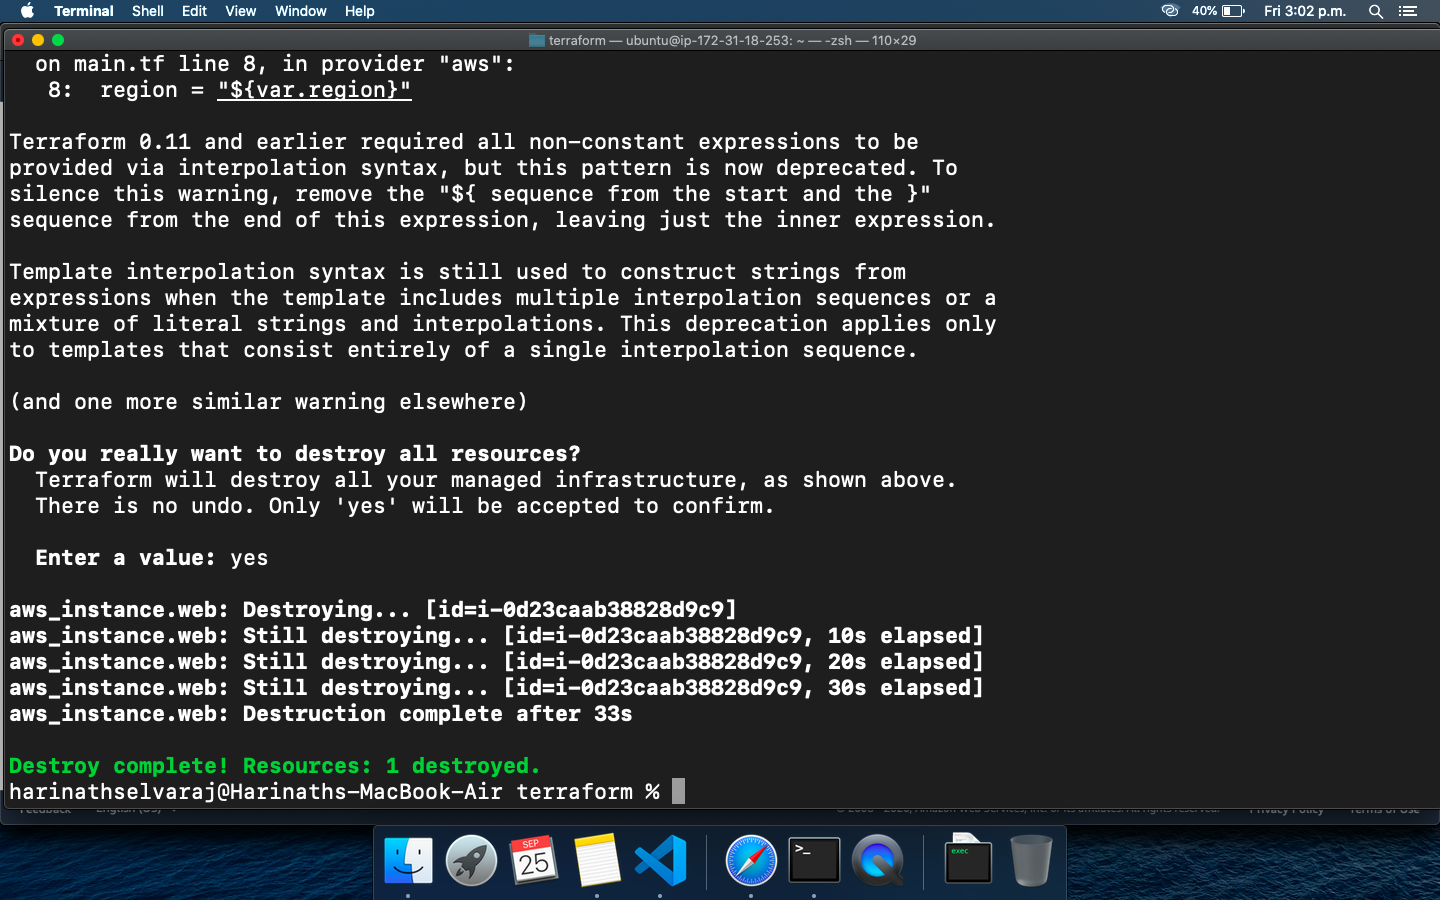 Terminal Shell Edit View Window Help 40% Fri 3:02 p.m.
terraform — ubuntu@ip-172-31-18-253: ~ — -zsh — 110×29
on main.tf line 8, in provider "aws":
8: region = "${var.region}"
Terraform 0.11 and earlier required all non-constant expressions to be
provided via interpolation syntax, but this pattern is now deprecated. To
silence this warning, remove the "${ sequence from the start and the }"
sequence from the end of this expression, leaving just the inner expression.
Template interpolation syntax is still used to construct strings from
expressions when the template includes multiple interpolation sequences or a
mixture of literal strings and interpolations. This deprecation applies only
to templates that consist entirely of a single interpolation sequence.
(and one more similar warning elsewhere)
Do you really want to destroy all resources?
Terraform will destroy all your managed infrastructure, as shown above.
There is no undo. Only 'yes' will be accepted to confirm.
Enter a value: yes
aws_instance.web: Destroying... [id=i-0d23caab38828d9c9]
aws_instance.web: Still destroying... [id=i-0d23caab38828d9c9, 10s elapsed]
aws_instance.web: Still destroying... [id=i-0d23caab38828d9c9, 20s elapsed]
aws_instance.web: Still destroying... [id=i-0d23caab38828d9c9, 30s elapsed]
aws_instance.web: Destruction complete after 33s
Destroy complete! Resources: 1 destroyed.
harinathselvaraj@Harinaths-MacBook-Air terraform %
Feedback English (US) Privacy Policy Terms of Use
SEP
25
>_
exec